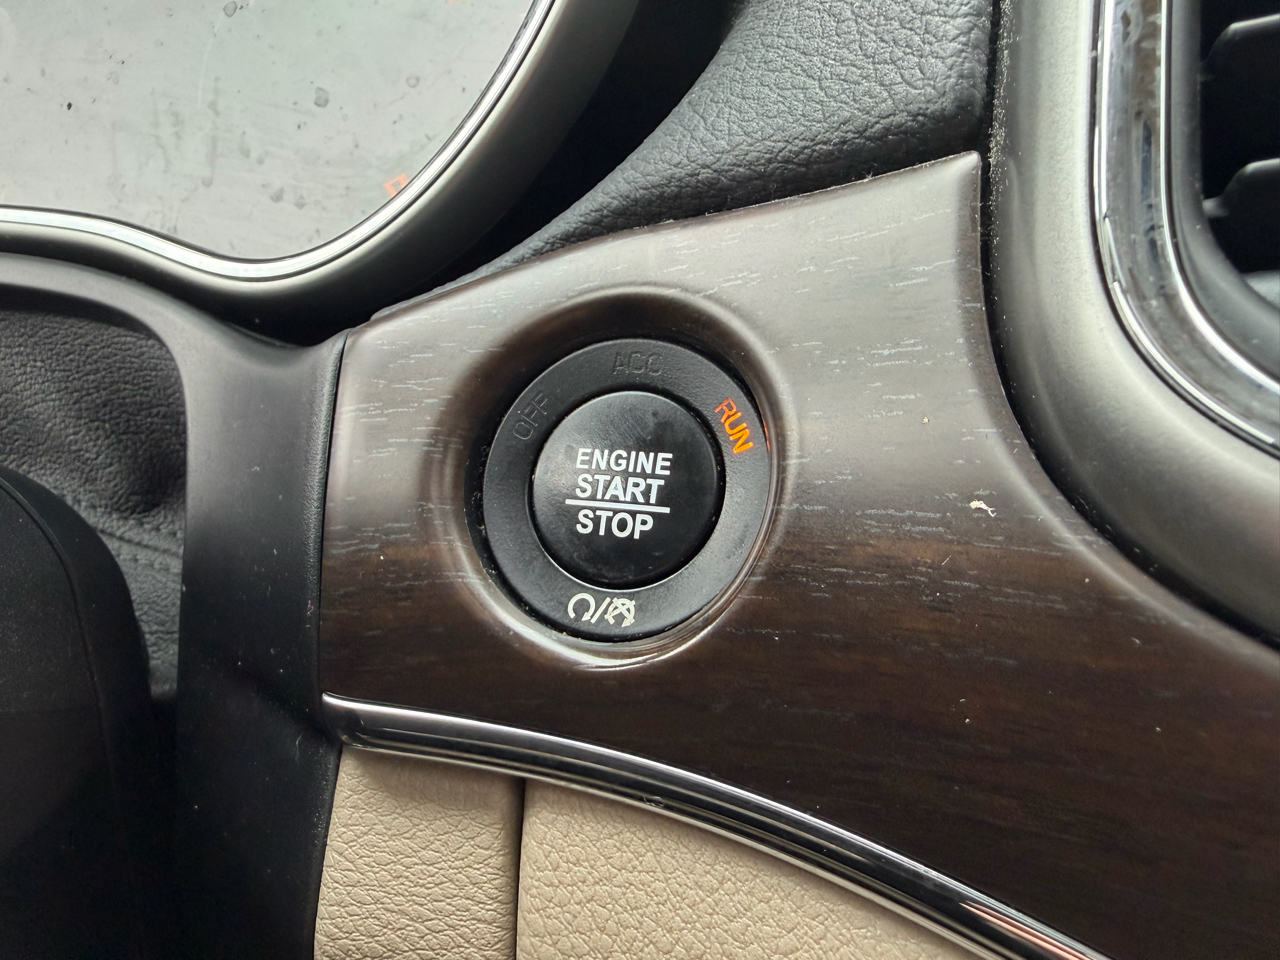 ACC
OFF
RUN
ENGINE
START
STOP